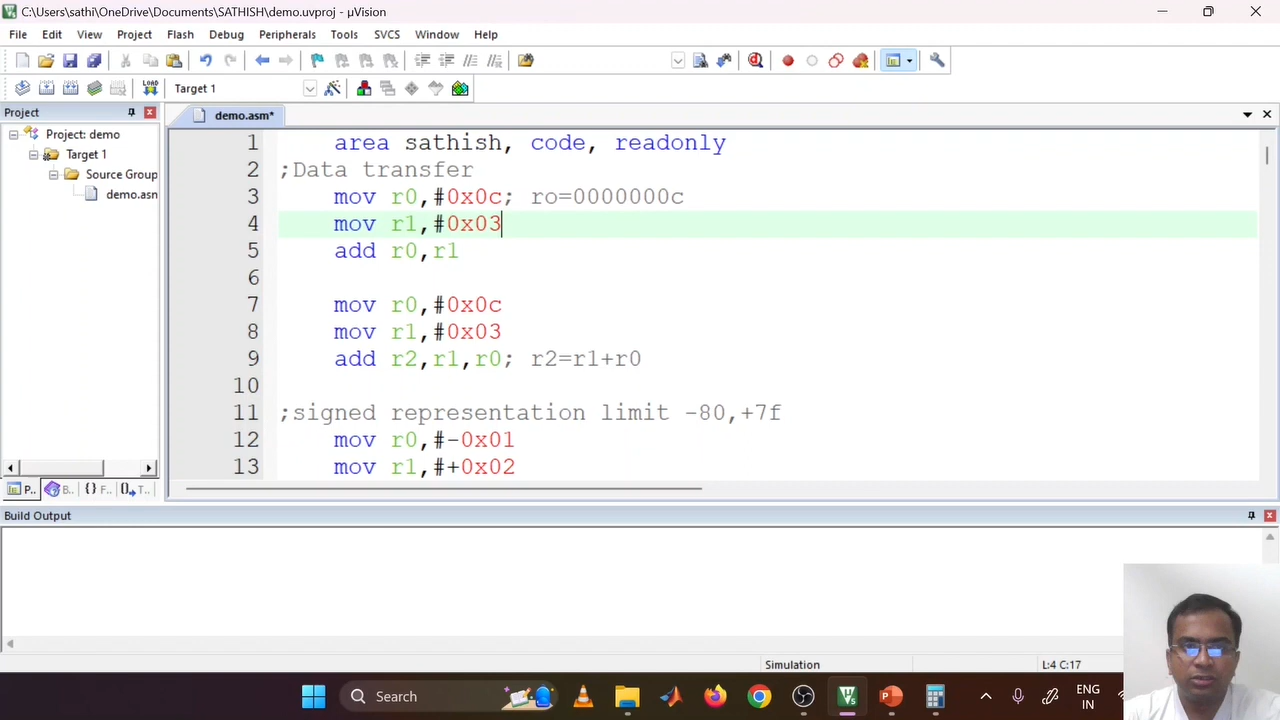 C:\Users\sathi\OneDrive\Documents\SATHISH\demo.uvproj - µVision
File Edit View Project Flash Debug Peripherals Tools SVCS Window Help
LOAD Target 1
Project
demo.asm*
Project: demo
Target 1
Source Group
demo.asn
1 area sathish, code, readonly
2 ;Data transfer
3 mov r0,#0x0c; ro=0000000c
4 mov r1,#0x03
5 add r0,r1
6
7 mov r0,#0x0c
8 mov r1,#0x03
9 add r2,r1,r0; r2=r1+r0
10
11 ;signed representation limit -80,+7f
12 mov r0,#-0x01
13 mov r1,#+0x02
P.. B.. {} F.. T..
Build Output
Simulation L:4 C:17
Search
ENG
IN